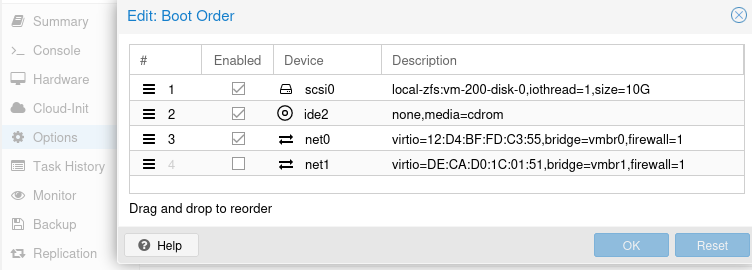 Summary
Console
Hardware
Cloud-Init
Options
Task History
Monitor
Backup
Replication
Edit: Boot Order
# Enabled Device Description
1 scsi0 local-zfs:vm-200-disk-0,iothread=1,size=10G
2 ide2 none,media=cdrom
3 net0 virtio=12:D4:BF:FD:C3:55,bridge=vmbr0,firewall=1
4 net1 virtio=DE:CA:D0:1C:01:51,bridge=vmbr1,firewall=1
Drag and drop to reorder
Help OK Reset